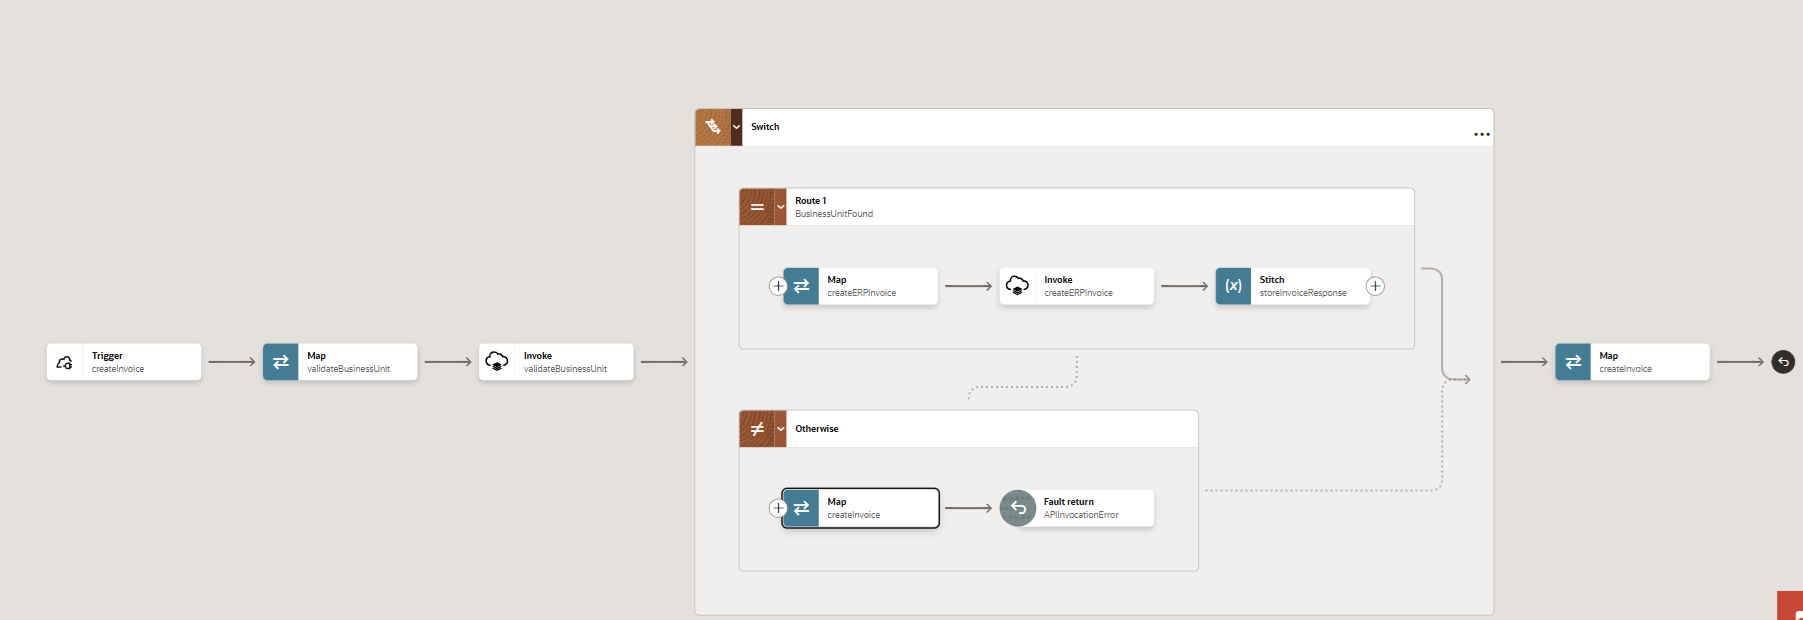 Switch
Route 1
BusinessUnitFound
Map
createERPInvoice
Invoke
createERPInvoice
(x)
Stitch
storeInvoiceResponse
Trigger
createInvoice
Map
validateBusinessUnit
Invoke
validateBusinessUnit
Map
createInvoice
Otherwise
Map
createInvoice
Fault return
APIInvocationError